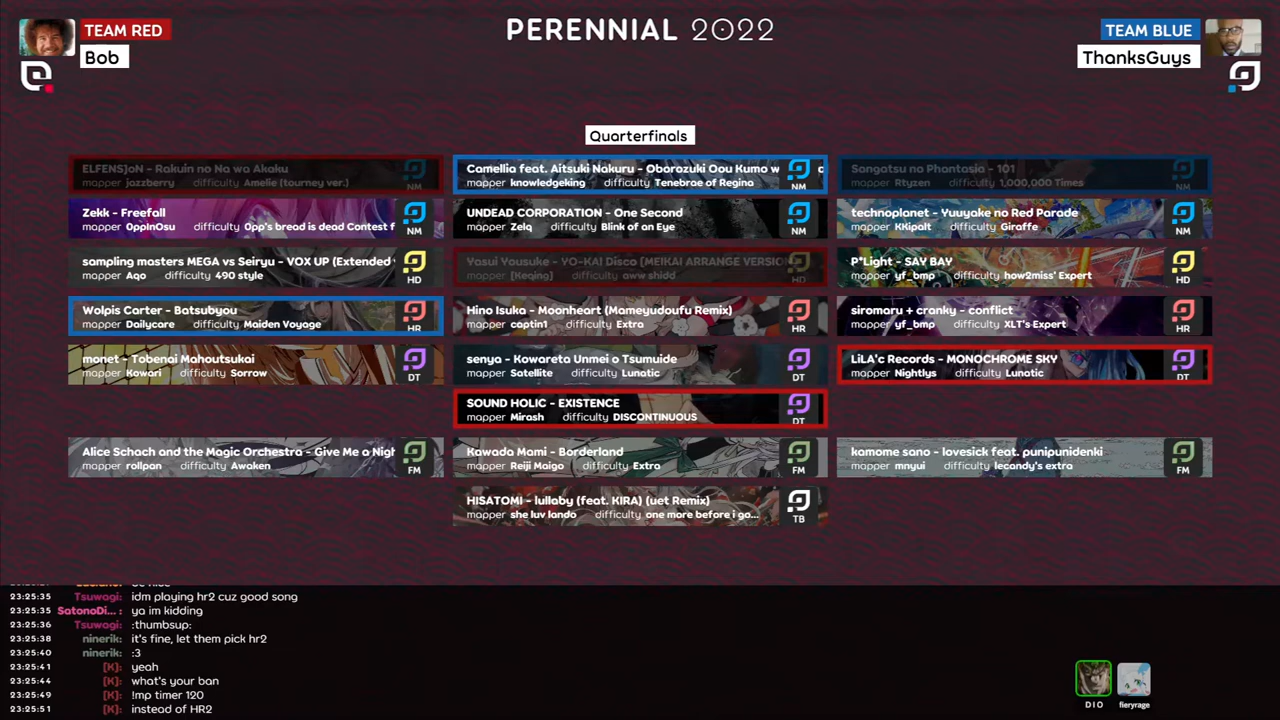 TEAM RED
Bob
PERENNIAL 2022
TEAM BLUE
ThanksGuys
Quarterfinals
ELFENSJoN - Rakuin no Na wa Akaku
mapper jazzberry difficulty Amelie (tourney ver.)
NM
Camellia feat. Aitsuki Nakuru - Oborozuki Oou Kumo w
mapper knowledgeking difficulty Tenebrae of Regina
NM
Sangatsu no Phantasia - 101
mapper Rtyzen difficulty 1,000,000 Times
NM
Zekk - Freefall
mapper OppInOsu difficulty Opp's bread is dead Contest f
NM
UNDEAD CORPORATION - One Second
mapper Zelq difficulty Blink of an Eye
NM
technoplanet - Yuuyake no Red Parade
mapper KKipalt difficulty Giraffe
NM
sampling masters MEGA vs Seiryu - VOX UP (Extended
mapper Aqo difficulty 490 style
HD
Yasui Yousuke - YO-KAI Disco (MEIKAI ARRANGE VERSION
mapper [Keqing] difficulty aww shidd
HD
P*Light - SAY BAY
mapper yf_bmp difficulty how2miss' Expert
HD
Wolpis Carter - Batsubyou
mapper Dailycare difficulty Maiden Voyage
HR
Hino Isuka - Moonheart (Mameyudoufu Remix)
mapper captin1 difficulty Extra
HR
siromaru + cranky - conflict
mapper yf_bmp difficulty XLT's Expert
HR
monet - Tobenai Mahoutsukai
mapper Kowari difficulty Sorrow
DT
senya - Kowareta Unmei o Tsumuide
mapper Satellite difficulty Lunatic
DT
LiLA'c Records - MONOCHROME SKY
mapper Nightlys difficulty Lunatic
DT
SOUND HOLIC - EXISTENCE
mapper Mirash difficulty DISCONTINUOUS
DT
Alice Schach and the Magic Orchestra - Give Me a Nigh
mapper rollpan difficulty Awaken
FM
Kawada Mami - Borderland
mapper Reiji Maigo difficulty Extra
FM
kamome sano - lovesick feat. punipunidenki
mapper mnyui difficulty lecandy's extra
FM
HISATOMI - lullaby (feat. KIRA) (uet Remix)
mapper she luv lando difficulty one more before i go...
TB
23:25:35 Tsuwagi: idm playing hr2 cuz good song
23:25:35 SatonoDi... : ya im kidding
23:25:36 Tsuwagi: :thumbsup:
23:25:38 ninerik: it's fine, let them pick hr2
23:25:40 ninerik: :3
23:25:41 [K]: yeah
23:25:44 [K]: what's your ban
23:25:49 [K]: !mp timer 120
23:25:51 [K]: instead of HR2
DIO
fieryrage